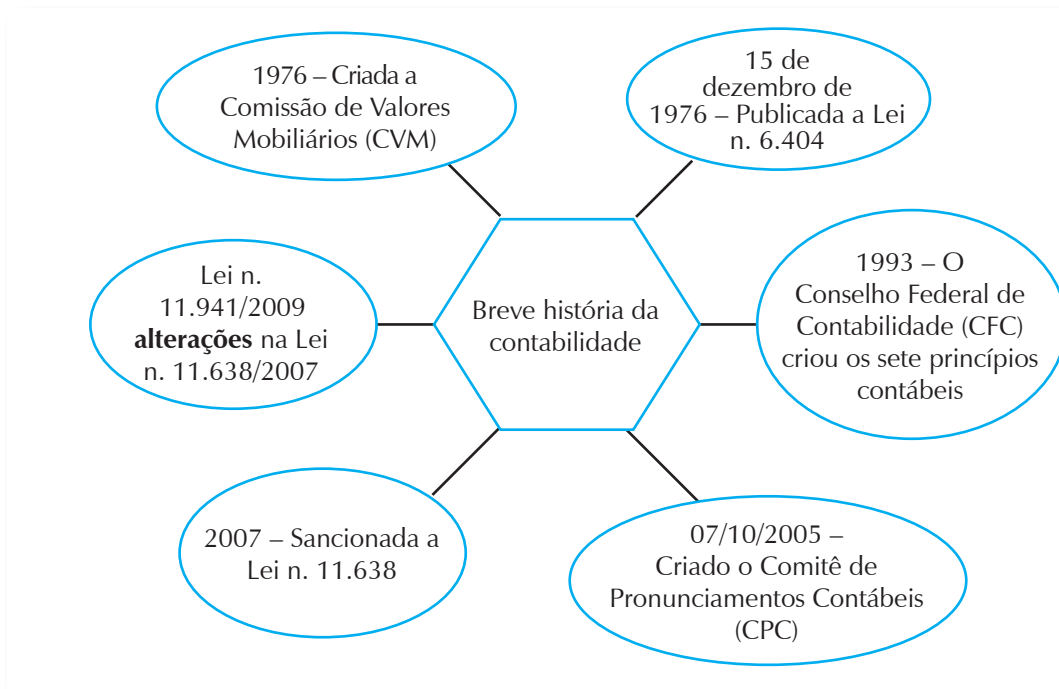 1976 – Criada a
Comissão de Valores
Mobiliários (CVM)
15 de
dezembro de
1976 – Publicada a Lei
n. 6.404
Lei n.
11.941/2009
alterações na Lei
n. 11.638/2007
Breve história da
contabilidade
1993 – O
Conselho Federal de
Contabilidade (CFC)
criou os sete princípios
contábeis
2007 – Sancionada a
Lei n. 11.638
07/10/2005 –
Criado o Comitê de
Pronunciamentos Contábeis
(CPC)